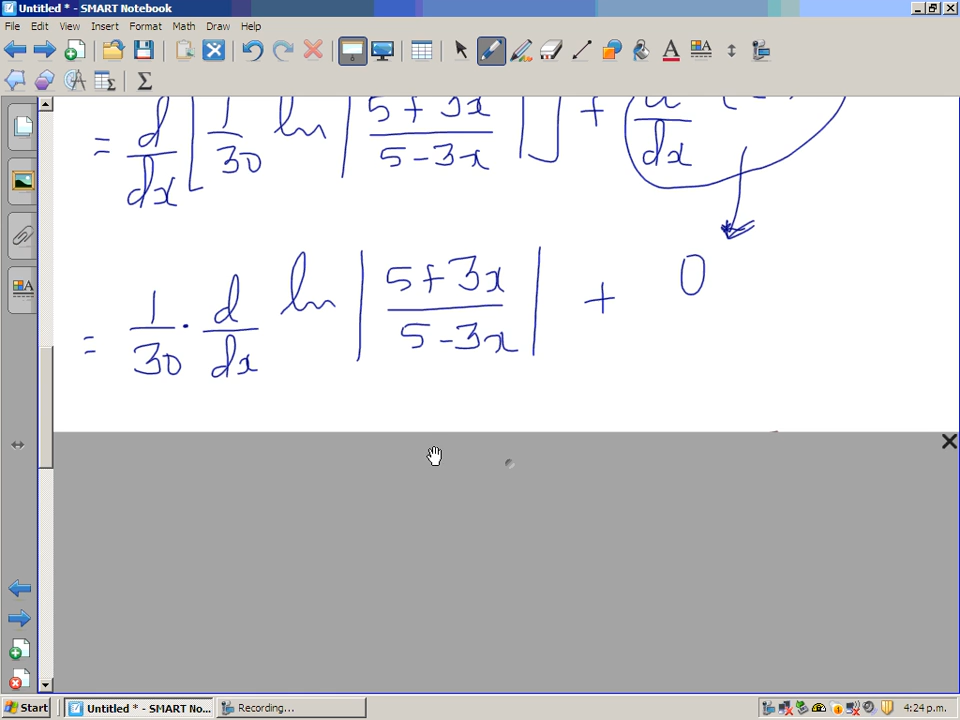 Untitled * - SMART Notebook
File Edit View Insert Format Math Draw Help
= d/dx [ 1/30 ln | 5+3x / 5-3x | ] + d/dx
= 1/30 · d/dx ln | 5+3x / 5-3x | + 0
Start Untitled * - SMART No... Recording... 4:24 p.m.